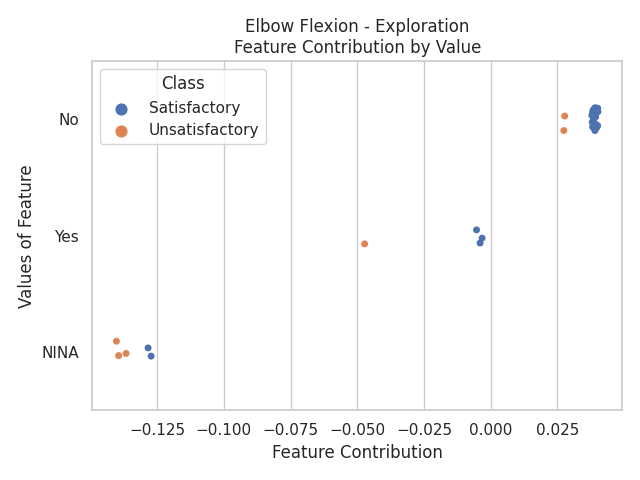 Elbow Flexion - Exploration
Feature Contribution by Value
Class
Satisfactory
Unsatisfactory
No
Yes
NINA
Values of Feature
−0.125
−0.100
−0.075
−0.050
−0.025
0.000
0.025
Feature Contribution